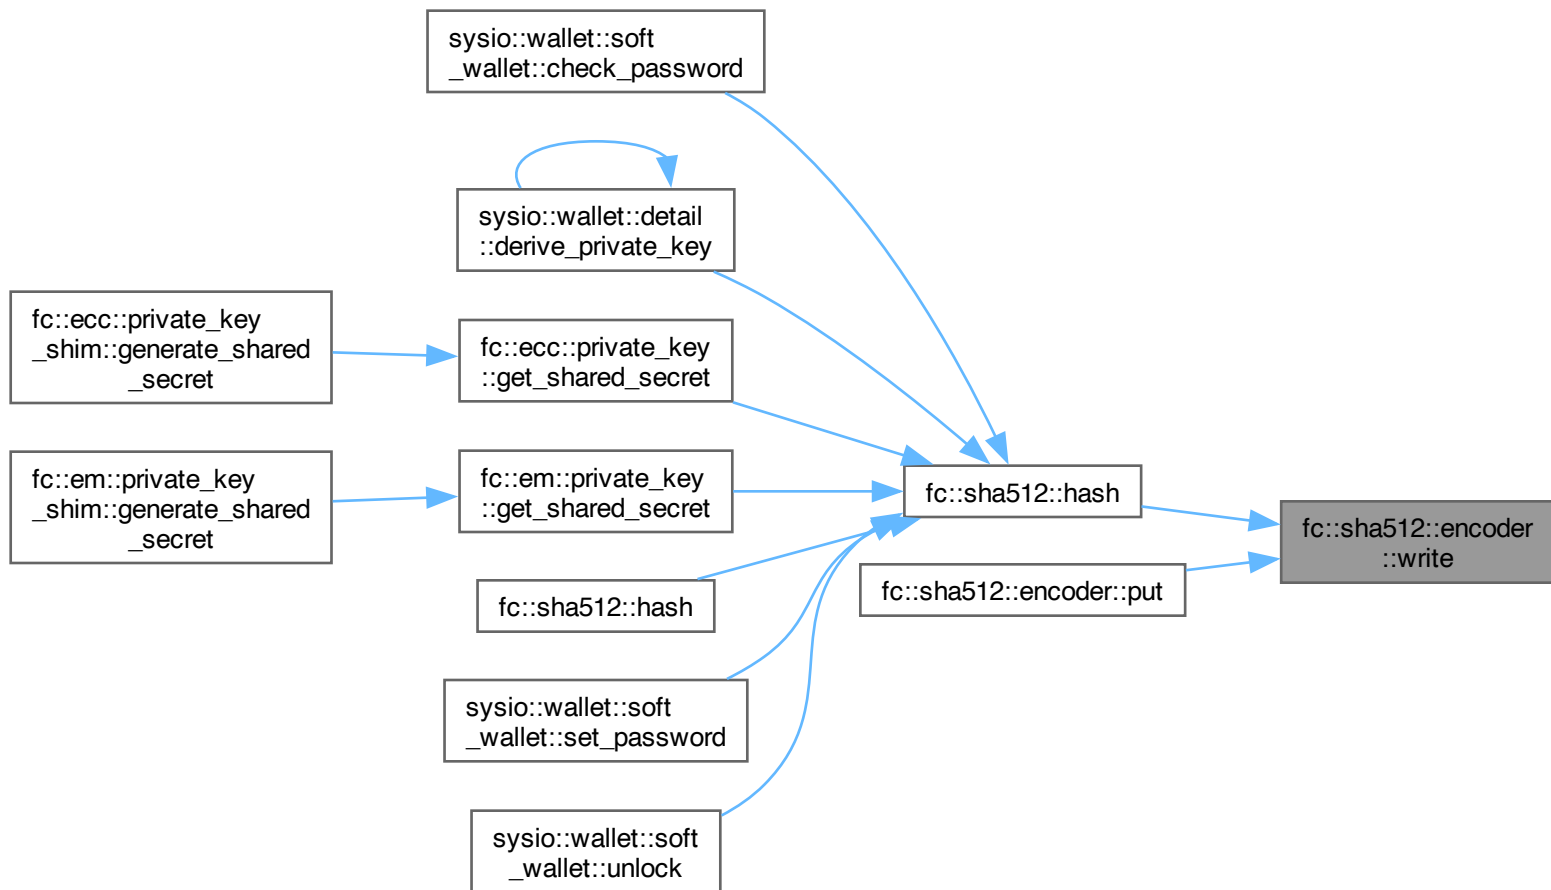 sysio::wallet::soft
_wallet::check_password
sysio::wallet::detail
::derive_private_key
fc::ecc::private_key
_shim::generate_shared
_secret
fc::ecc::private_key
::get_shared_secret
fc::em::private_key
_shim::generate_shared
_secret
fc::em::private_key
::get_shared_secret
fc::sha512::hash
fc::sha512::encoder
::write
fc::sha512::hash
fc::sha512::encoder::put
sysio::wallet::soft
_wallet::set_password
sysio::wallet::soft
_wallet::unlock